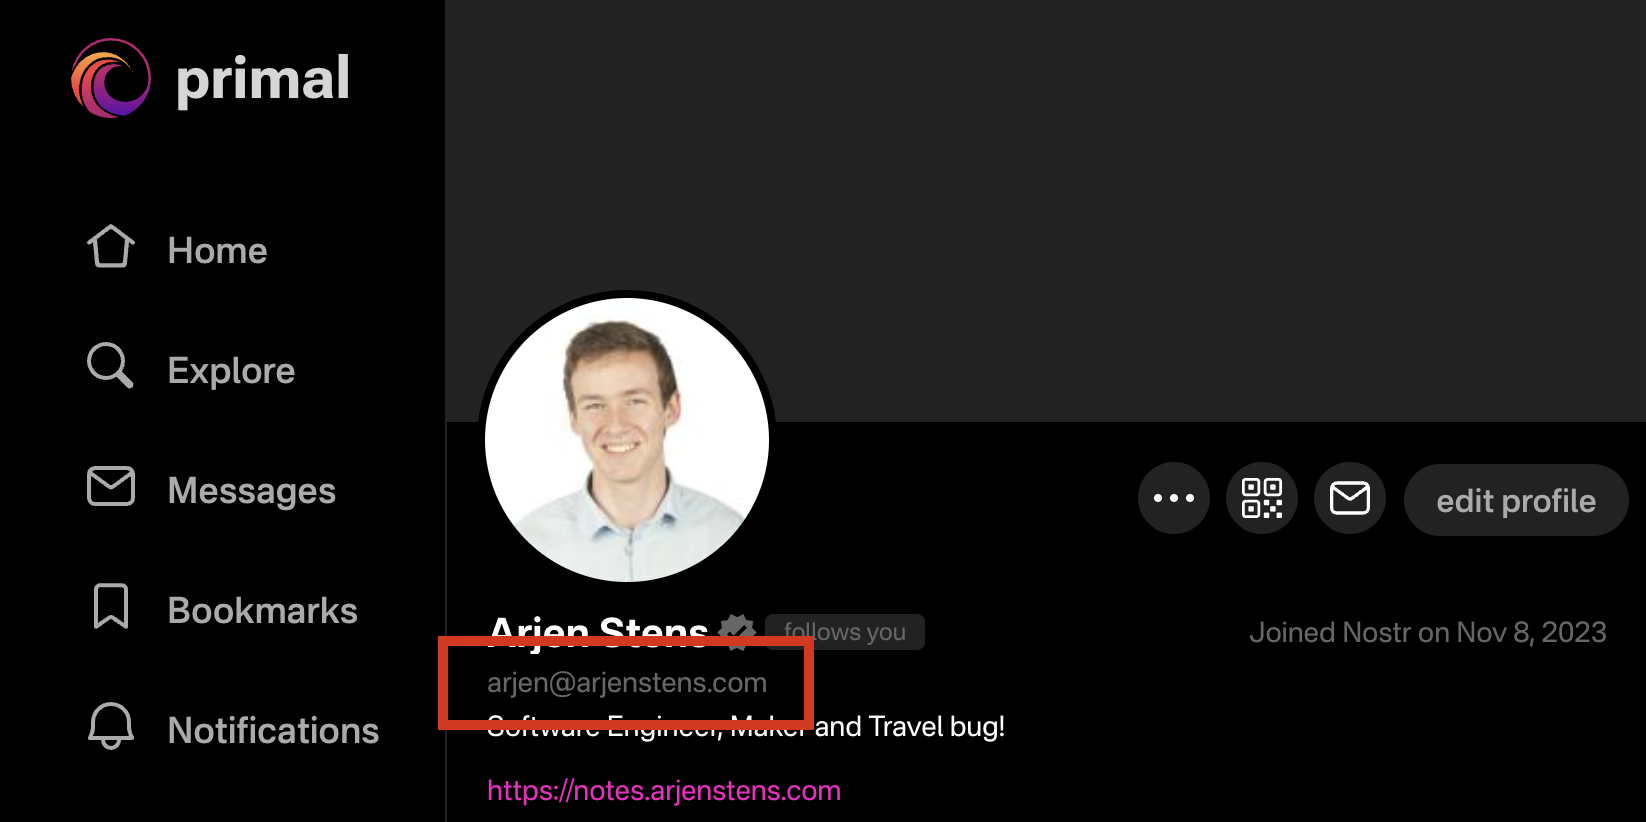 primal
Home
Explore
Messages
Bookmarks
Notifications
edit profile
Arjen Stens
follows you
Joined Nostr on Nov 8, 2023
arjen@arjenstens.com
Software Engineer, Maker and Travel bug!
https://notes.arjenstens.com